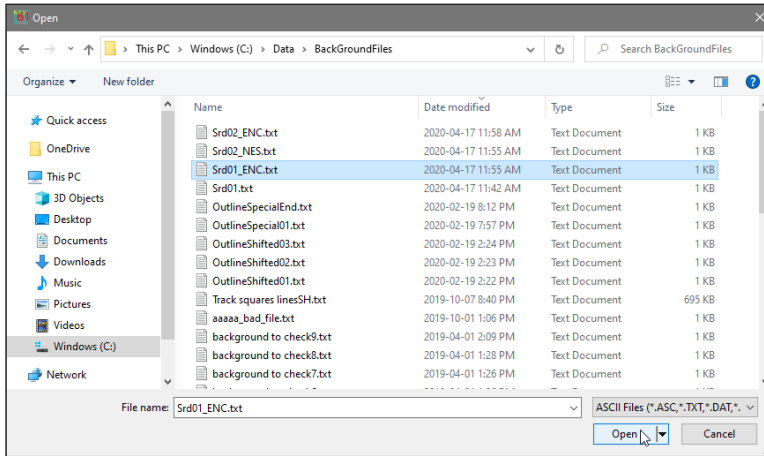 Open
This PC > Windows (C:) > Data > BackGroundFiles
Search BackGroundFiles
Organize
New folder
Name Date modified Type Size
Quick access
OneDrive
This PC
3D Objects
Desktop
Documents
Downloads
Music
Pictures
Videos
Windows (C:)
Network
Srd02_ENC.txt 2020-04-17 11:58 AM Text Document 1 KB
Srd02_NES.txt 2020-04-17 11:55 AM Text Document 1 KB
Srd01_ENC.txt 2020-04-17 11:55 AM Text Document 1 KB
Srd01.txt 2020-04-17 11:42 AM Text Document 1 KB
OutlineSpecialEnd.txt 2020-02-19 8:12 PM Text Document 1 KB
OutlineSpecial01.txt 2020-02-19 7:57 PM Text Document 1 KB
OutlineShifted03.txt 2020-02-19 2:24 PM Text Document 1 KB
OutlineShifted02.txt 2020-02-19 2:23 PM Text Document 1 KB
OutlineShifted01.txt 2020-02-19 2:22 PM Text Document 1 KB
Track squares linesSH.txt 2019-10-07 8:40 PM Text Document 695 KB
aaaaa_bad_file.txt 2019-10-01 1:06 PM Text Document 1 KB
background to check9.txt 2019-04-01 2:09 PM Text Document 1 KB
background to check8.txt 2019-04-01 1:28 PM Text Document 1 KB
background to check7.txt 2019-04-01 1:26 PM Text Document 1 KB
File name: Srd01_ENC.txt
ASCII Files (*.ASC,*.TXT,*.DAT,*.
Open
Cancel